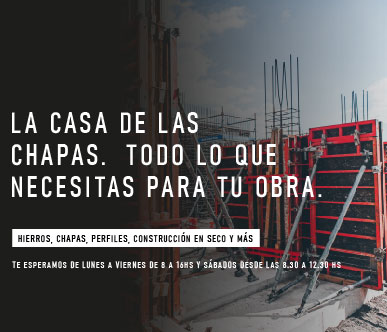 LA CASA DE LAS
CHAPAS. TODO LO QUE
NECESITAS PARA TU OBRA.
HIERROS, CHAPAS, PERFILES, CONSTRUCCIÓN EN SECO Y MÁS
TE ESPERAMOS DE LUNES A VIERNES DE 8 A 16HS Y SÁBADOS DESDE LAS 8.30 A 12.30 HS